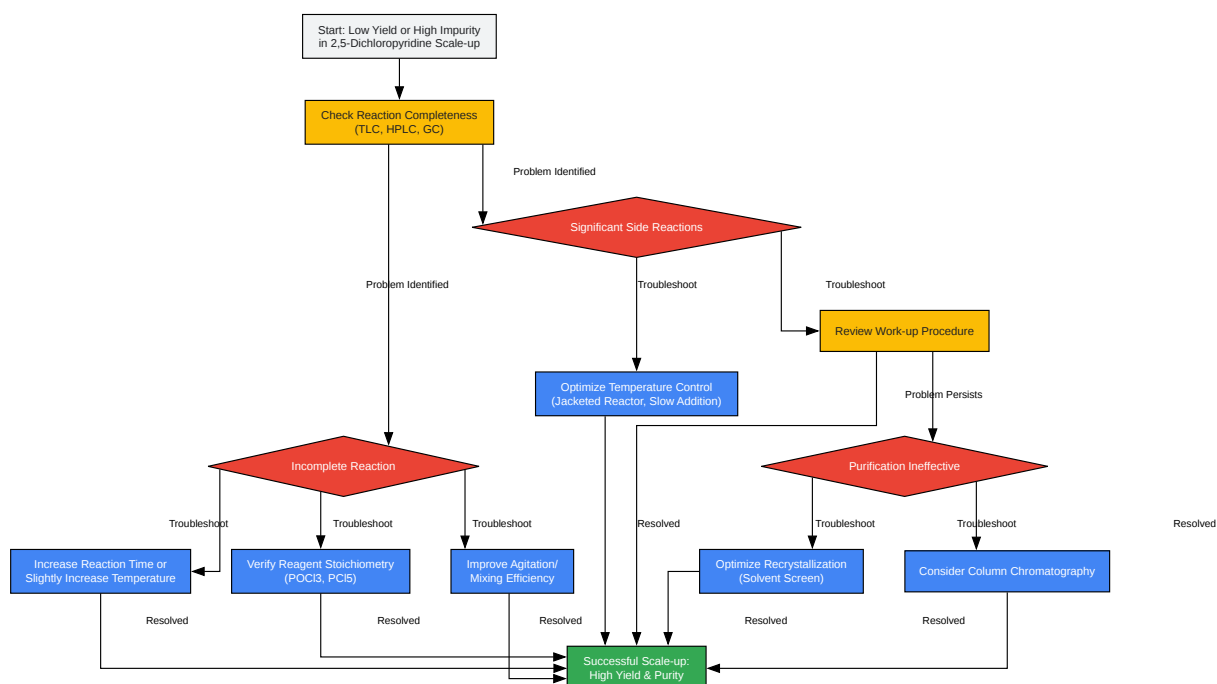 Start: Low Yield or High Impurity
in 2,5-Dichloropyridine Scale-up
Check Reaction Completeness
(TLC, HPLC, GC)
Problem Identified
Significant Side Reactions
Problem Identified
Troubleshoot
Troubleshoot
Review Work-up Procedure
Optimize Temperature Control
(Jacketed Reactor, Slow Addition)
Problem Persists
Incomplete Reaction
Purification Ineffective
Troubleshoot
Troubleshoot
Troubleshoot
Resolved
Troubleshoot
Troubleshoot
Resolved
Increase Reaction Time or
Slightly Increase Temperature
Verify Reagent Stoichiometry
(POCl3, PCl5)
Improve Agitation/
Mixing Efficiency
Optimize Recrystallization
(Solvent Screen)
Consider Column Chromatography
Resolved
Resolved
Resolved
Resolved
Resolved
Successful Scale-up:
High Yield & Purity